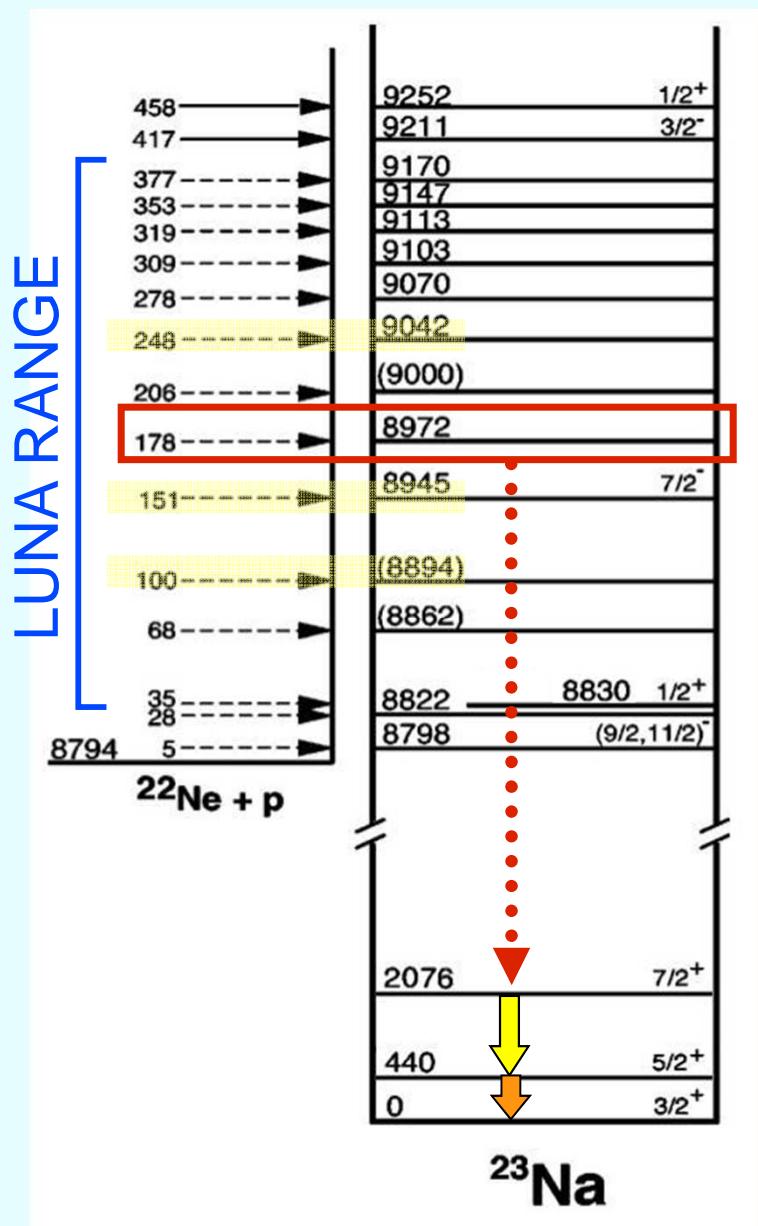 458 9252 1/2⁺
417 9211 3/2⁻
377 9170
353 9147
319 9113
309 9103
278 9070
248 9042
206 (9000)
178 8972
151 8945 7/2⁻
100 (8894)
68 (8862)
35 8830 1/2⁺
28 8822
8794 5 8798 (9/2,11/2)⁻
²²Ne + p
LUNA RANGE
2076 7/2⁺
440 5/2⁺
0 3/2⁺
²³Na